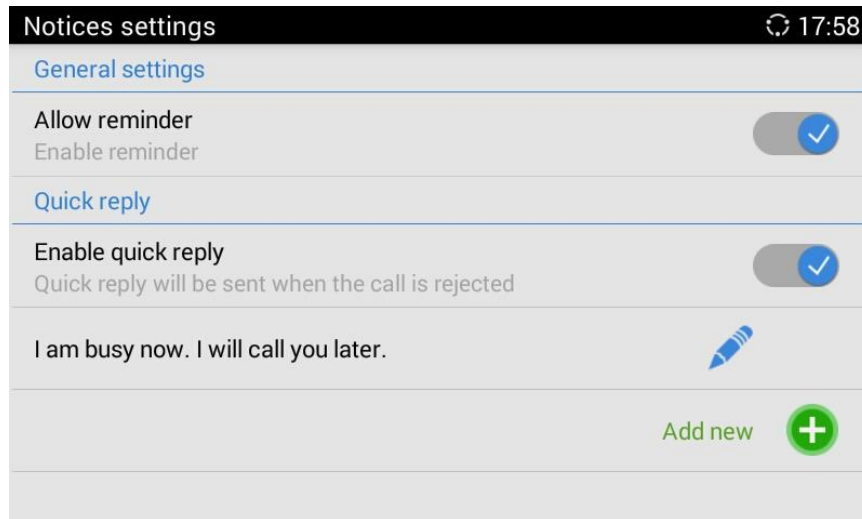 Notices settings 17:58
General settings
Allow reminder
Enable reminder
Quick reply
Enable quick reply
Quick reply will be sent when the call is rejected
I am busy now. I will call you later.
Add new